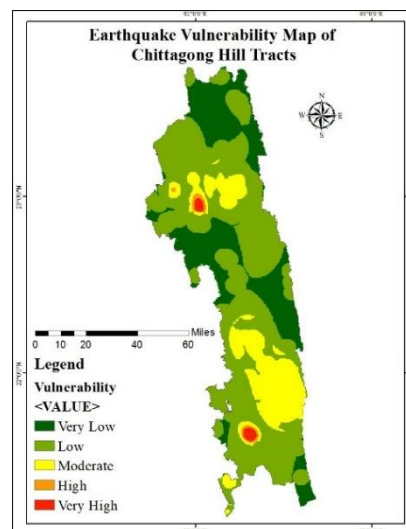 Earthquake Vulnerability Map of
Chittagong Hill Tracts
N
W E
S
0 5 10 20 40 60
Miles
Legend
Vulnerability
<VALUE>
Very Low
Low
Moderate
High
Very High